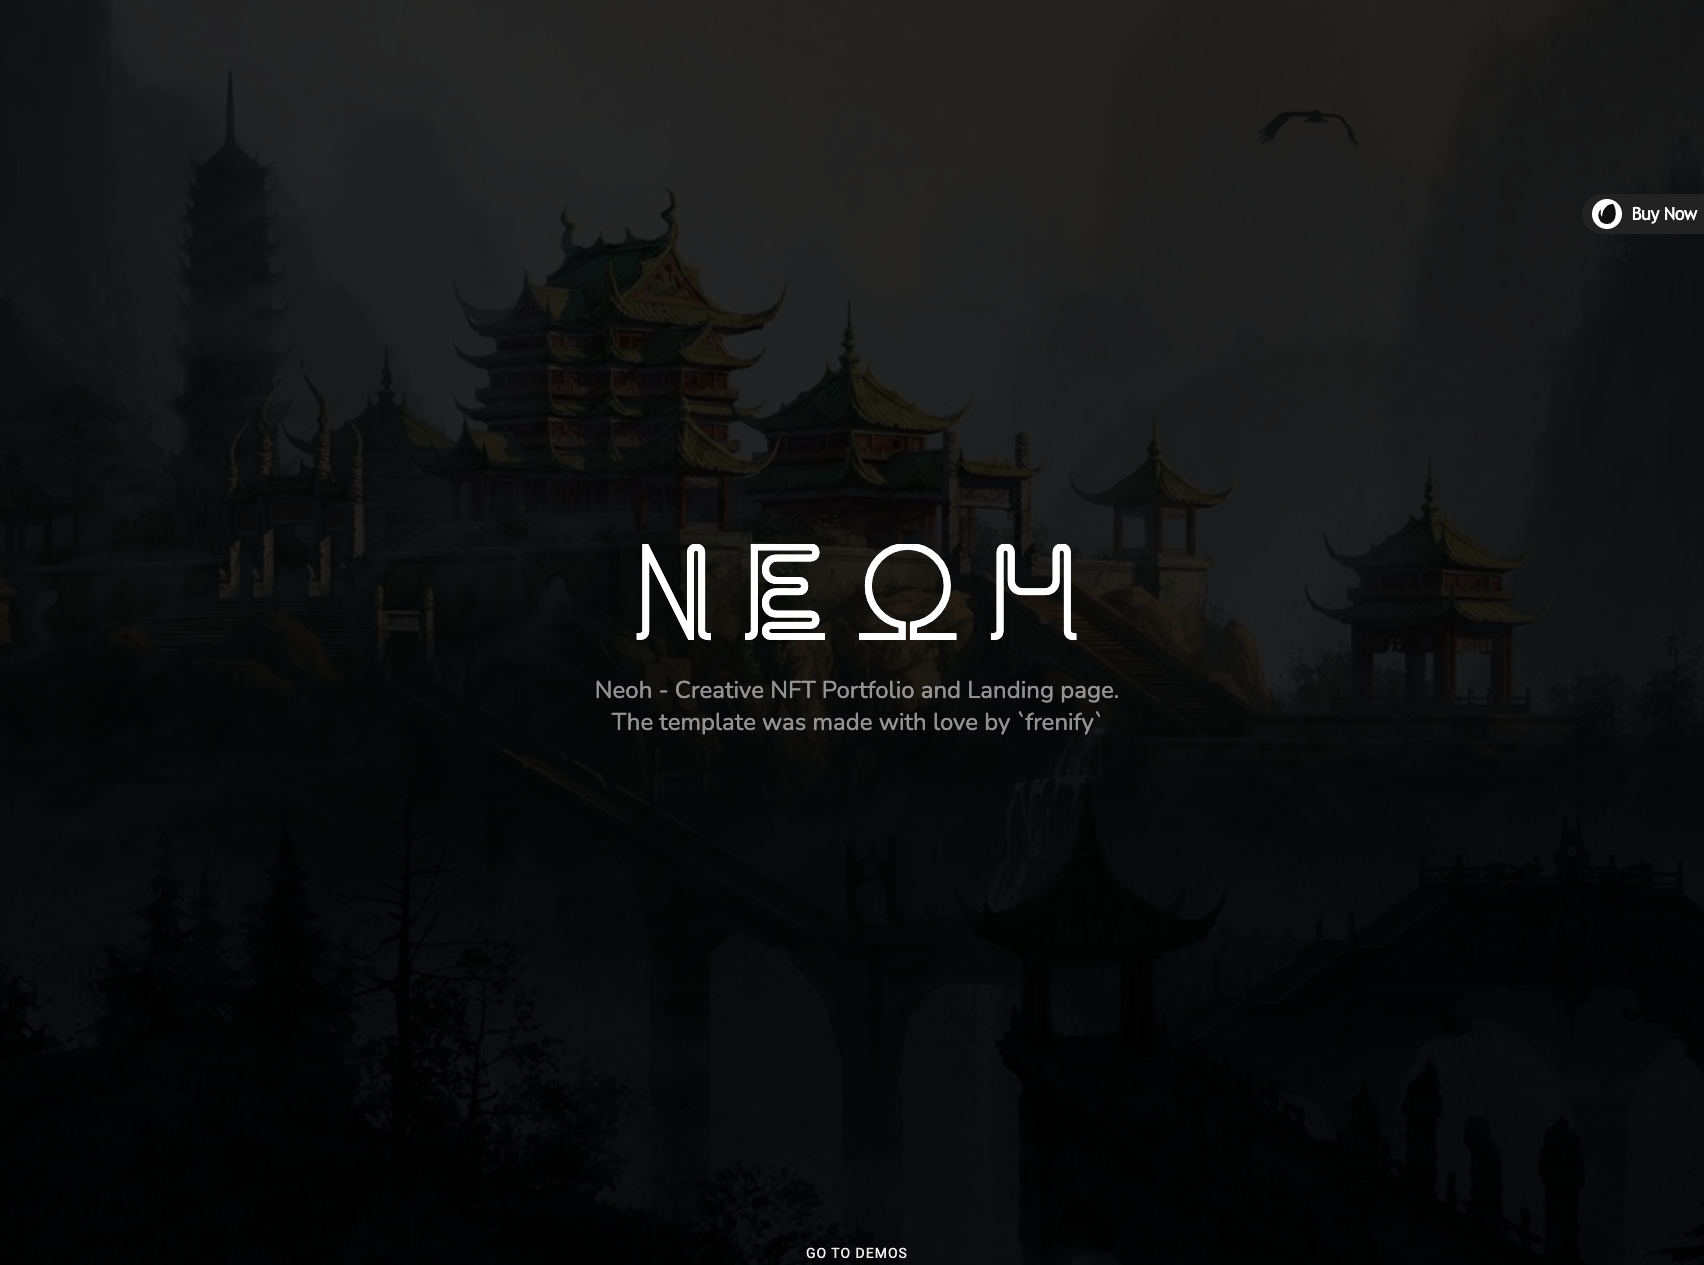 Buy Now
NEOH
Neoh - Creative NFT Portfolio and Landing page.
The template was made with love by `frenify`
GO TO DEMOS